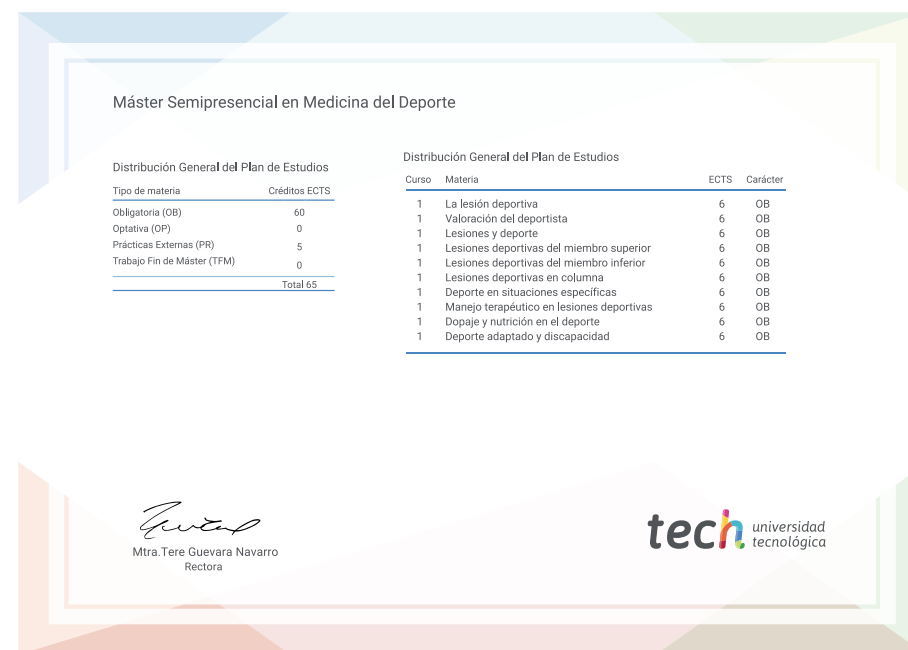 Máster Semipresencial en Medicina del Deporte
Distribución General del Plan de Estudios
Tipo de materia Créditos ECTS
Obligatoria (OB) 60
Optativa (OP) 0
Prácticas Externas (PR) 5
Trabajo Fin de Máster (TFM) 0
Total 65
Distribución General del Plan de Estudios
Curso Materia ECTS Carácter
1 La lesión deportiva 6 OB
1 Valoración del deportista 6 OB
1 Lesiones y deporte 6 OB
1 Lesiones deportivas del miembro superior 6 OB
1 Lesiones deportivas del miembro inferior 6 OB
1 Lesiones deportivas en columna 6 OB
1 Deporte en situaciones específicas 6 OB
1 Manejo terapéutico en lesiones deportivas 6 OB
1 Dopaje y nutrición en el deporte 6 OB
1 Deporte adaptado y discapacidad 6 OB
Mtra.Tere Guevara Navarro
Rectora
tech universidad
tecnológica